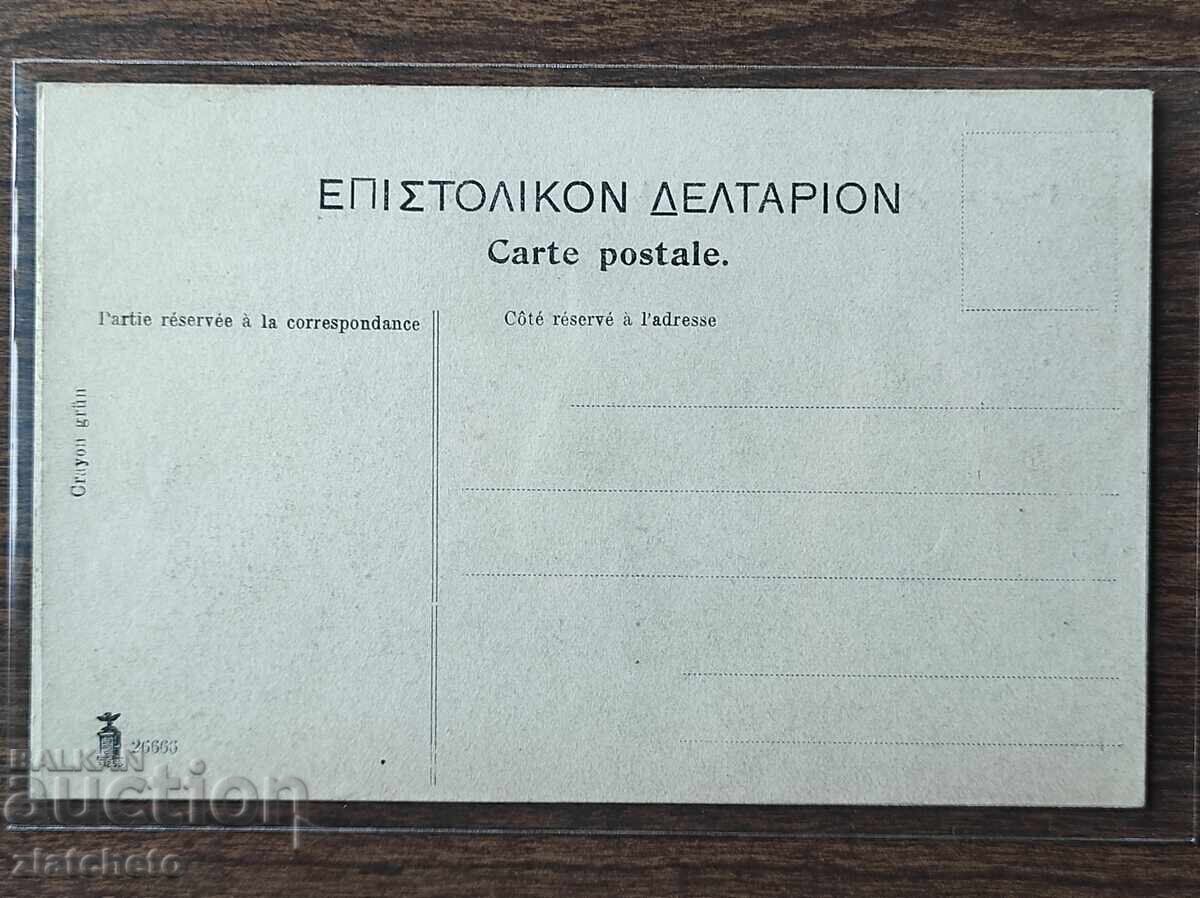 ΕΠΙΣΤΟΛΙΚΟΝ ΔΕΛΤΑΡΙΟΝ
Carte postale.
Partie réservée à la correspondance
Côté réservé à l'adresse
Crayon grün
26666
BALKAN
auction
zlatcheto